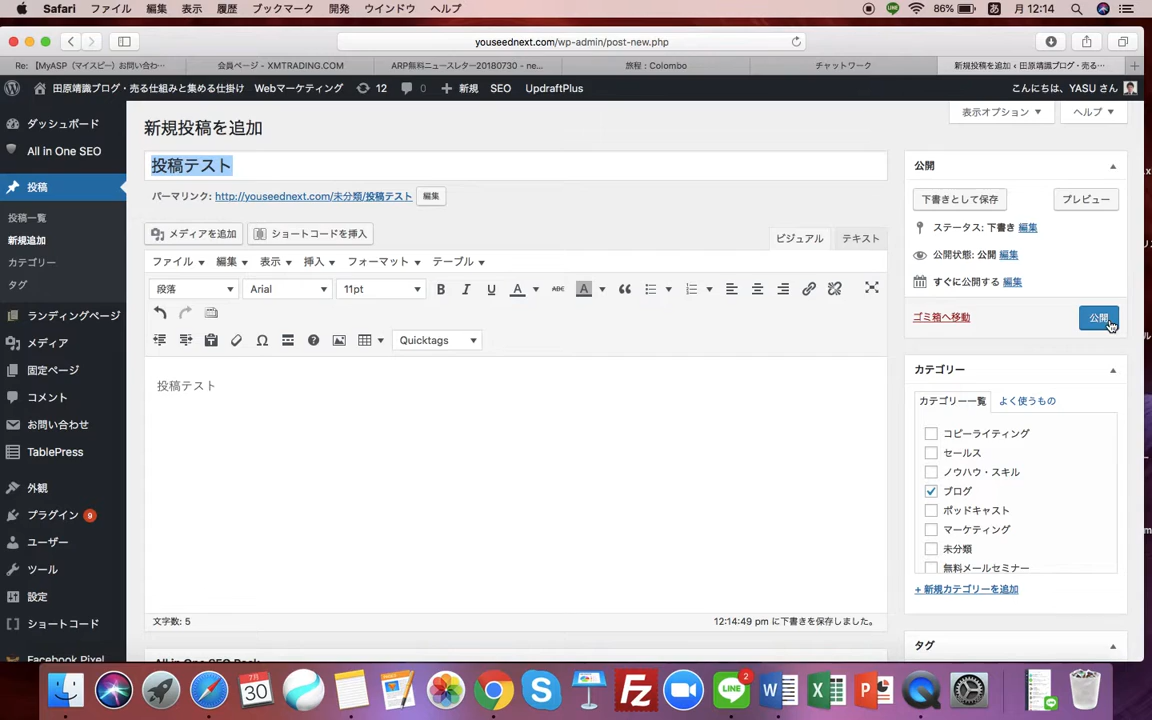 Safari ファイル 編集 表示 履歴 ブックマーク 開発 ウインドウ ヘルプ 86% あ 月 12:14
youseednext.com/wp-admin/post-new.php
Re: 【MyASP（マイスピー）お問い合わ… 会員ページ - XMTRADING.COM ARP無料ニュースレター20180730 - ne… 旅程：Colombo チャットワーク 新規投稿を追加 ‹ 田原靖識ブログ・売る…
田原靖識ブログ・売る仕組みと集める仕掛け Webマーケティング 12 0 新規 SEO UpdraftPlus こんにちは、YASU さん
表示オプション ヘルプ
新規投稿を追加
ダッシュボード
All in One SEO
投稿
投稿一覧
新規追加
カテゴリー
タグ
ランディングページ
メディア
固定ページ
コメント
お問い合わせ
TablePress
外観
プラグイン 9
ユーザー
ツール
設定
ショートコード
Facebook Pixel
投稿テスト
パーマリンク: http://youseednext.com/未分類/投稿テスト 編集
メディアを追加 ショートコードを挿入
ビジュアル テキスト
ファイル 編集 表示 挿入 フォーマット テーブル
段落 Arial 11pt B I U A ABC A
Quicktags
投稿テスト
文字数: 5 12:14:49 pm に下書きを保存しました。
All in One SEO Pack
公開
下書きとして保存 プレビュー
ステータス: 下書き 編集
公開状態: 公開 編集
すぐに公開する 編集
ゴミ箱へ移動 公開
カテゴリー
カテゴリー一覧 よく使うもの
コピーライティング
セールス
ノウハウ・スキル
ブログ
ポッドキャスト
マーケティング
未分類
無料メールセミナー
+ 新規カテゴリーを追加
タグ
7月
30
2